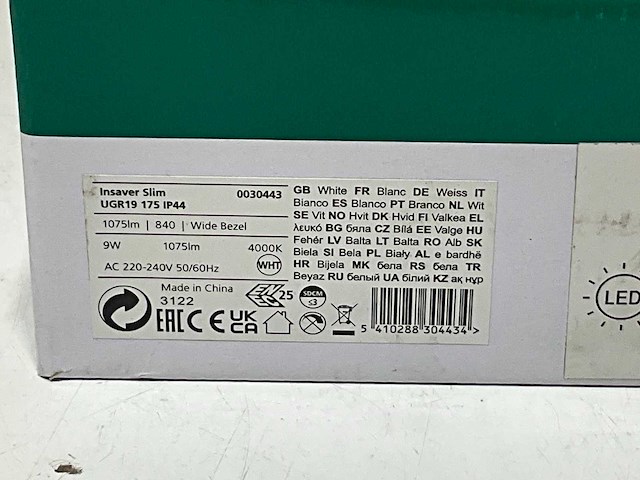 Insaver Slim 0030443
UGR19 175 IP44
1075lm | 840 | Wide Bezel
9W 1075lm 4000K
AC 220-240V 50/60Hz WHT
Made in China
3122
ENEC 25
SDCM ≤3
EAC CE UK CA
GB White FR Blanc DE Weiss IT
Bianco ES Blanco PT Branco NL Wit
SE Vit NO Hvit DK Hvid FI Valkea EL
λευκό BG бяла CZ Bílá EE Valge HU
Fehér LV Balta LT Balta RO Alb SK
Biela SI Bela PL Biały AL e bardhë
HR Bijela MK бела RS бела TR
Beyaz RU белый UA білий KZ ақ нұр
5 410288 304434 >
LED